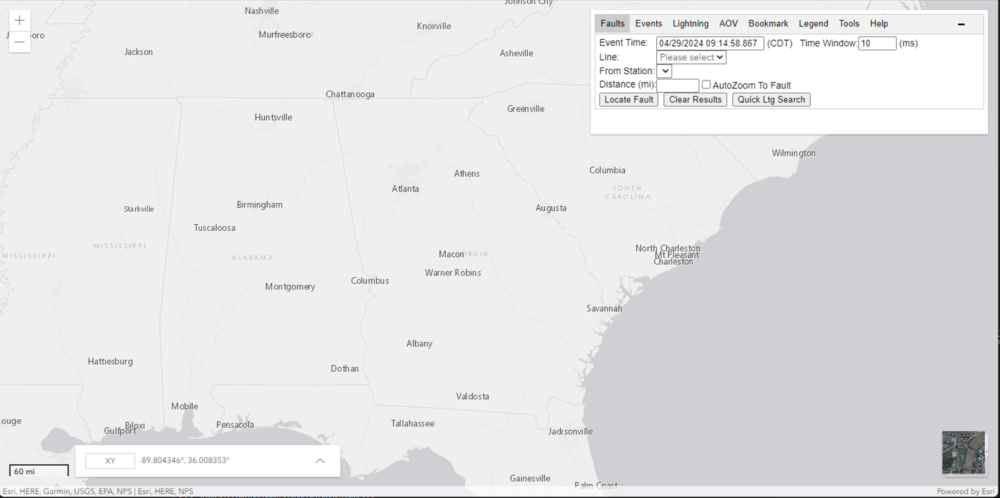 Nashville
Johnson City
Murfreesboro
Knoxville
Jackson
Asheville
Chattanooga
Greenville
Huntsville
Faults Events Lightning AOV Bookmark Legend Tools Help
Event Time: 04/29/2024 09:14:58.867 (CDT) Time Window: 10 (ms)
Line: Please select
From Station:
Distance (mi): AutoZoom To Fault
Locate Fault Clear Results Quick Ltg Search
Wilmington
Columbia
Athens
SOUTH
CAROLINA
Atlanta
Birmingham
Augusta
Starkville
Tuscaloosa
MISSISSIPPI
North Charleston
Mt Pleasant
Charleston
MISSISSIPPI
ALABAMA
Macon
Warner Robins
Columbus
Montgomery
Savannah
Albany
Hattiesburg
Dothan
Valdosta
Mobile
ouge
Biloxi
Gulfport
Pensacola
Tallahassee
Jacksonville
XY -89.804346°, 36.008353°
60 mi
Gainesville
Palm Coast
Esri, HERE, Garmin, USGS, EPA, NPS | Esri, HERE, NPS
Powered by Esri